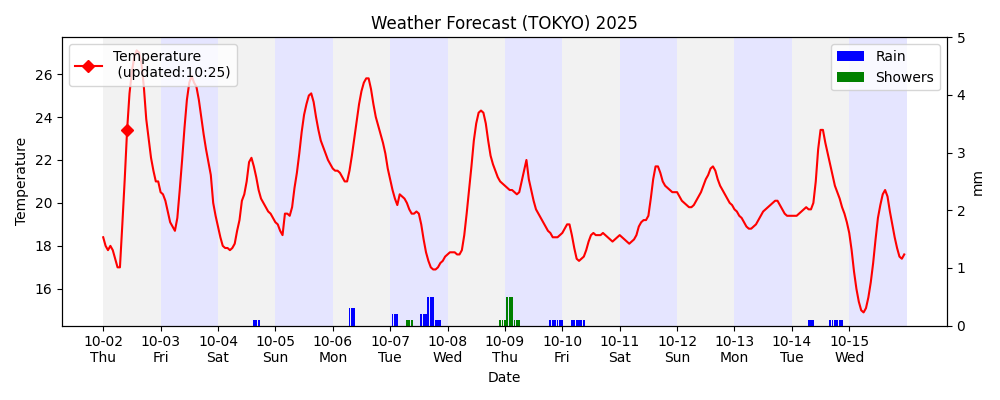 Weather Forecast (TOKYO) 2025
Temperature
(updated:10:25)
Rain
Showers
Temperature
26
24
22
20
18
16
5
4
3
2
1
0
mm
10-02 10-03 10-04 10-05 10-06 10-07 10-08 10-09 10-10 10-11 10-12 10-13 10-14 10-15
Thu Fri Sat Sun Mon Tue Wed Thu Fri Sat Sun Mon Tue Wed
Date